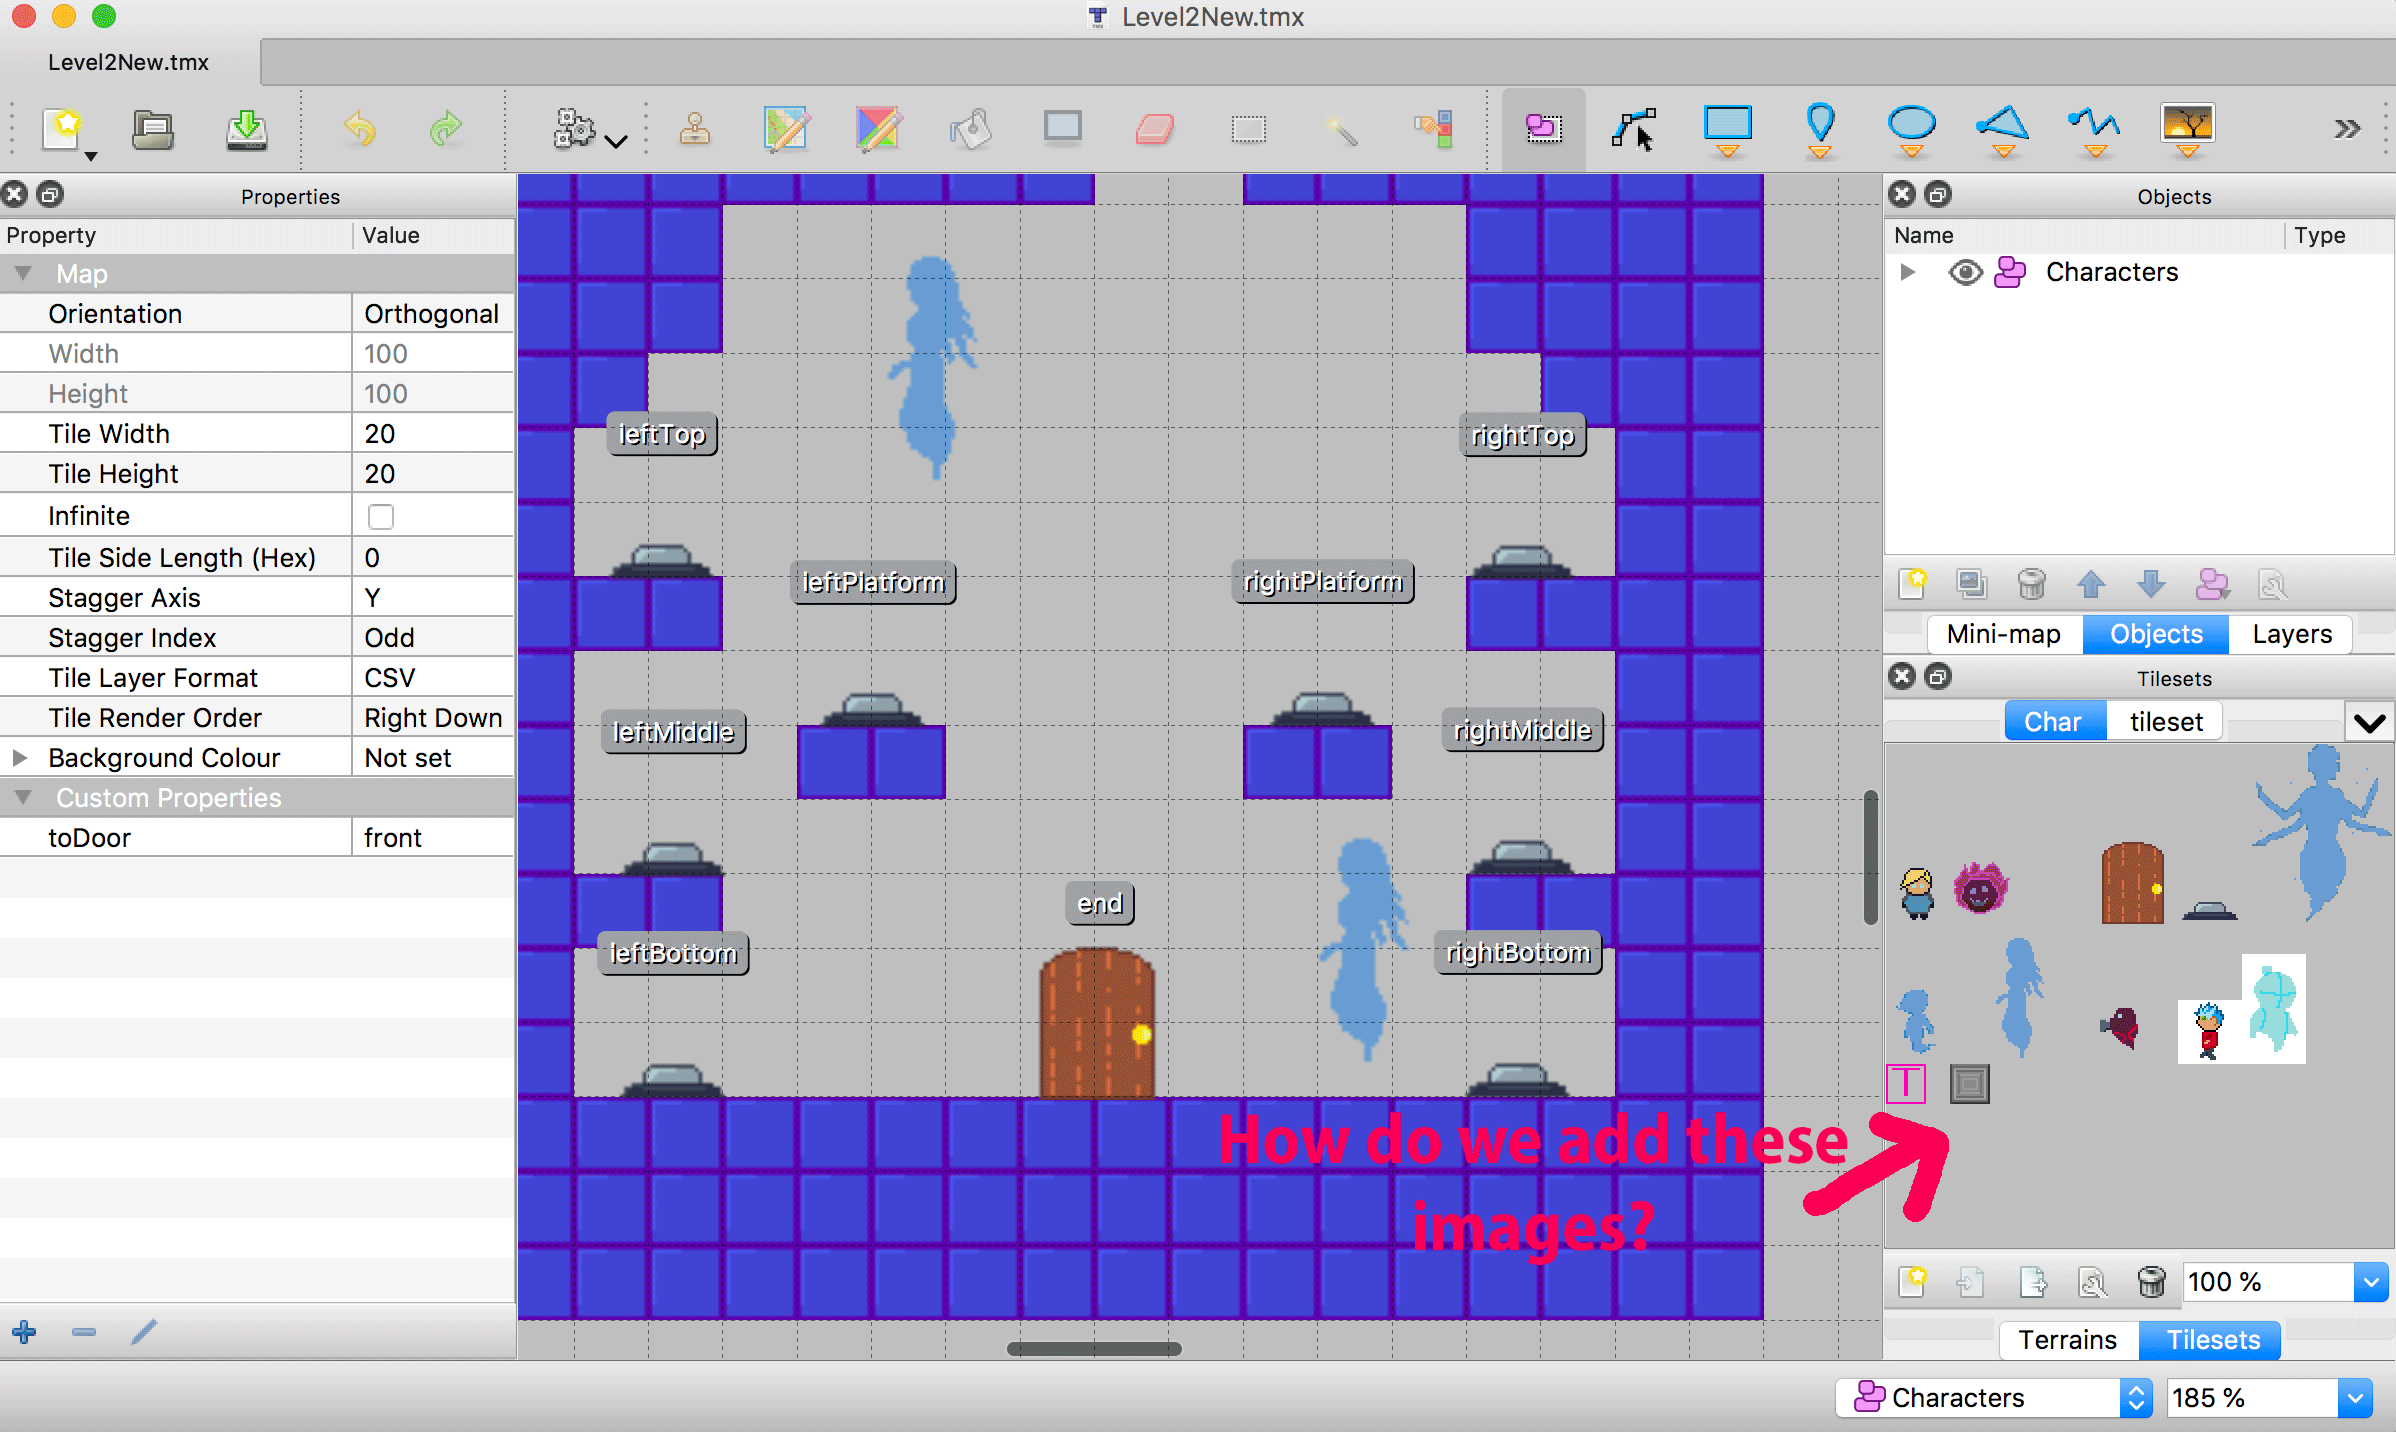 Level2New.tmx
Level2New.tmx
Properties
Property Value
Map
Orientation Orthogonal
Width 100
Height 100
Tile Width 20
Tile Height 20
Infinite
Tile Side Length (Hex) 0
Stagger Axis Y
Stagger Index Odd
Tile Layer Format CSV
Tile Render Order Right Down
Background Colour Not set
Custom Properties
toDoor front
leftTop
rightTop
leftPlatform
rightPlatform
leftMiddle
rightMiddle
end
leftBottom
rightBottom
How do we add these
images?
Objects
Name Type
Characters
Mini-map Objects Layers
Tilesets
Char tileset
T
100 %
Terrains Tilesets
Characters 185 %